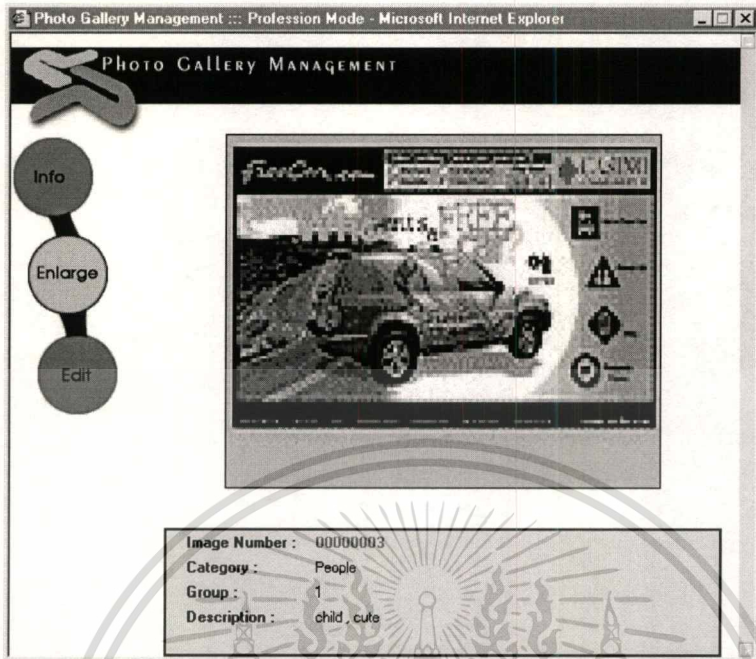 Photo Gallery Management ::: Profession Mode - Microsoft Internet Explorer
Photo Gallery Management
Info
Enlarge
Edit
FREE
CASINO
Image Number : 00000003
Category : People
Group : 1
Description : child , cute